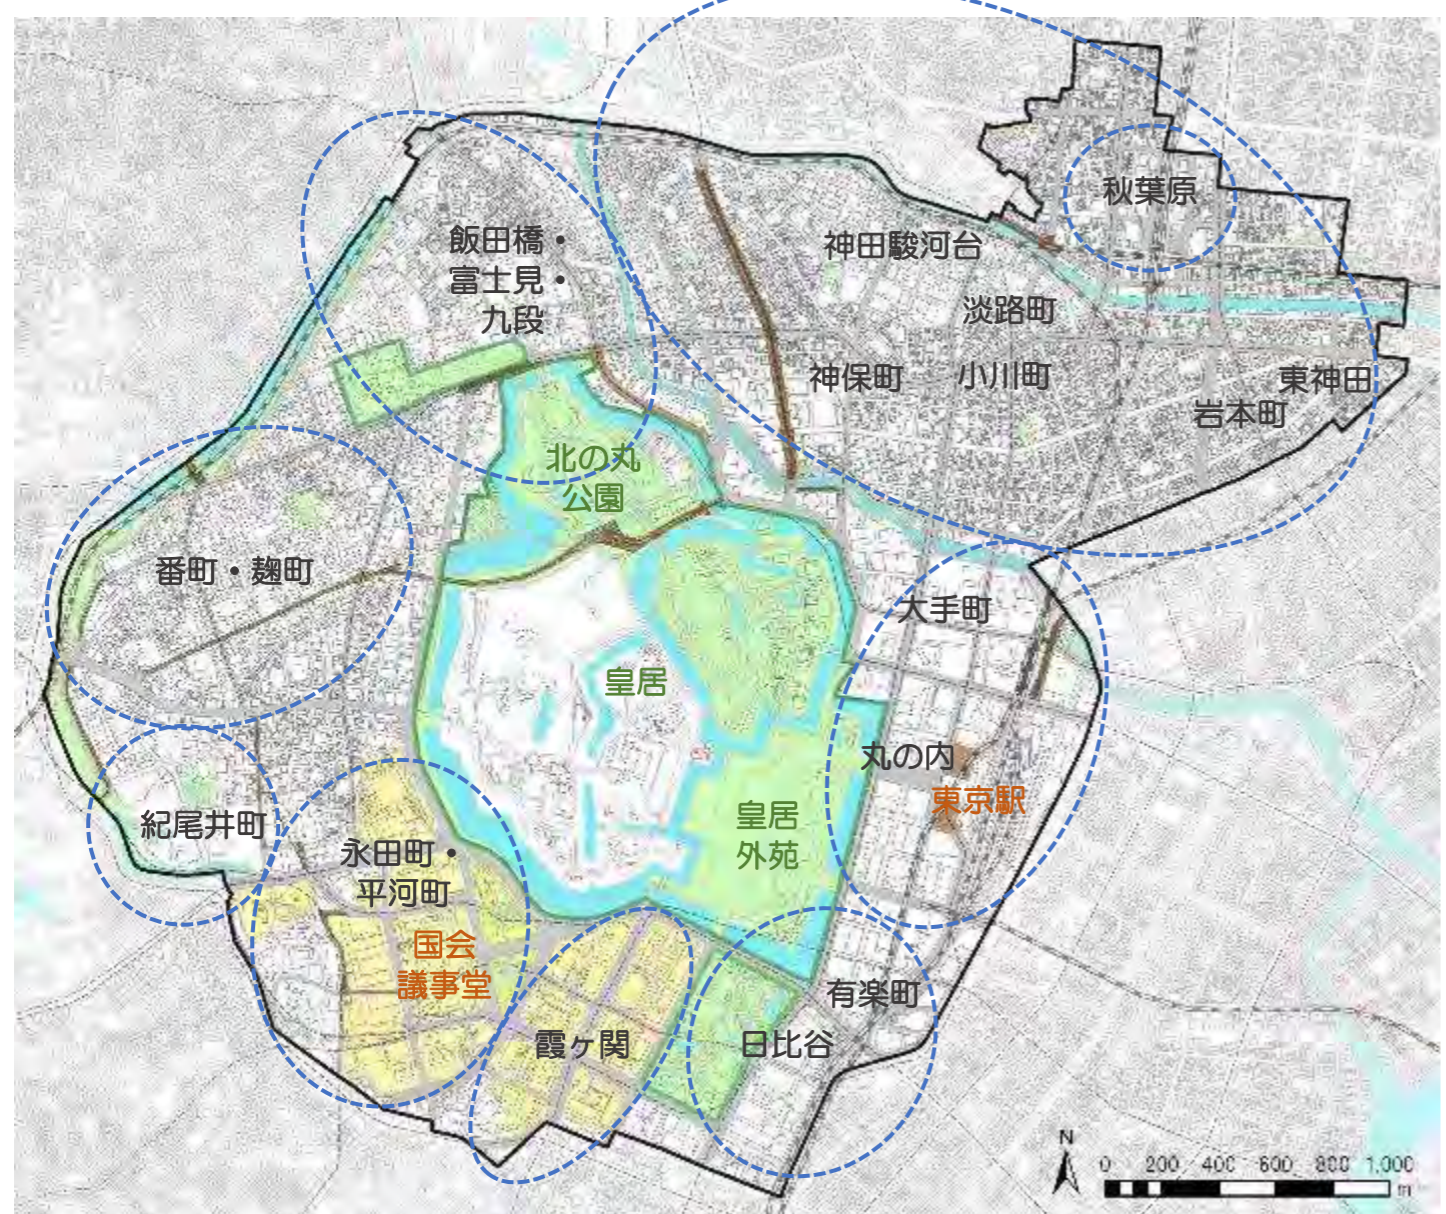 秋葉原
飯田橋・
富士見・
九段
神田駿河台
淡路町
神保町
小川町
東神田
岩本町
北の丸
公園
番町・麹町
大手町
皇居
丸の内
東京駅
紀尾井町
皇居
外苑
永田町・
平河町
国会
議事堂
有楽町
霞ヶ関
日比谷
N
0 200 400 600 800 1,000
m